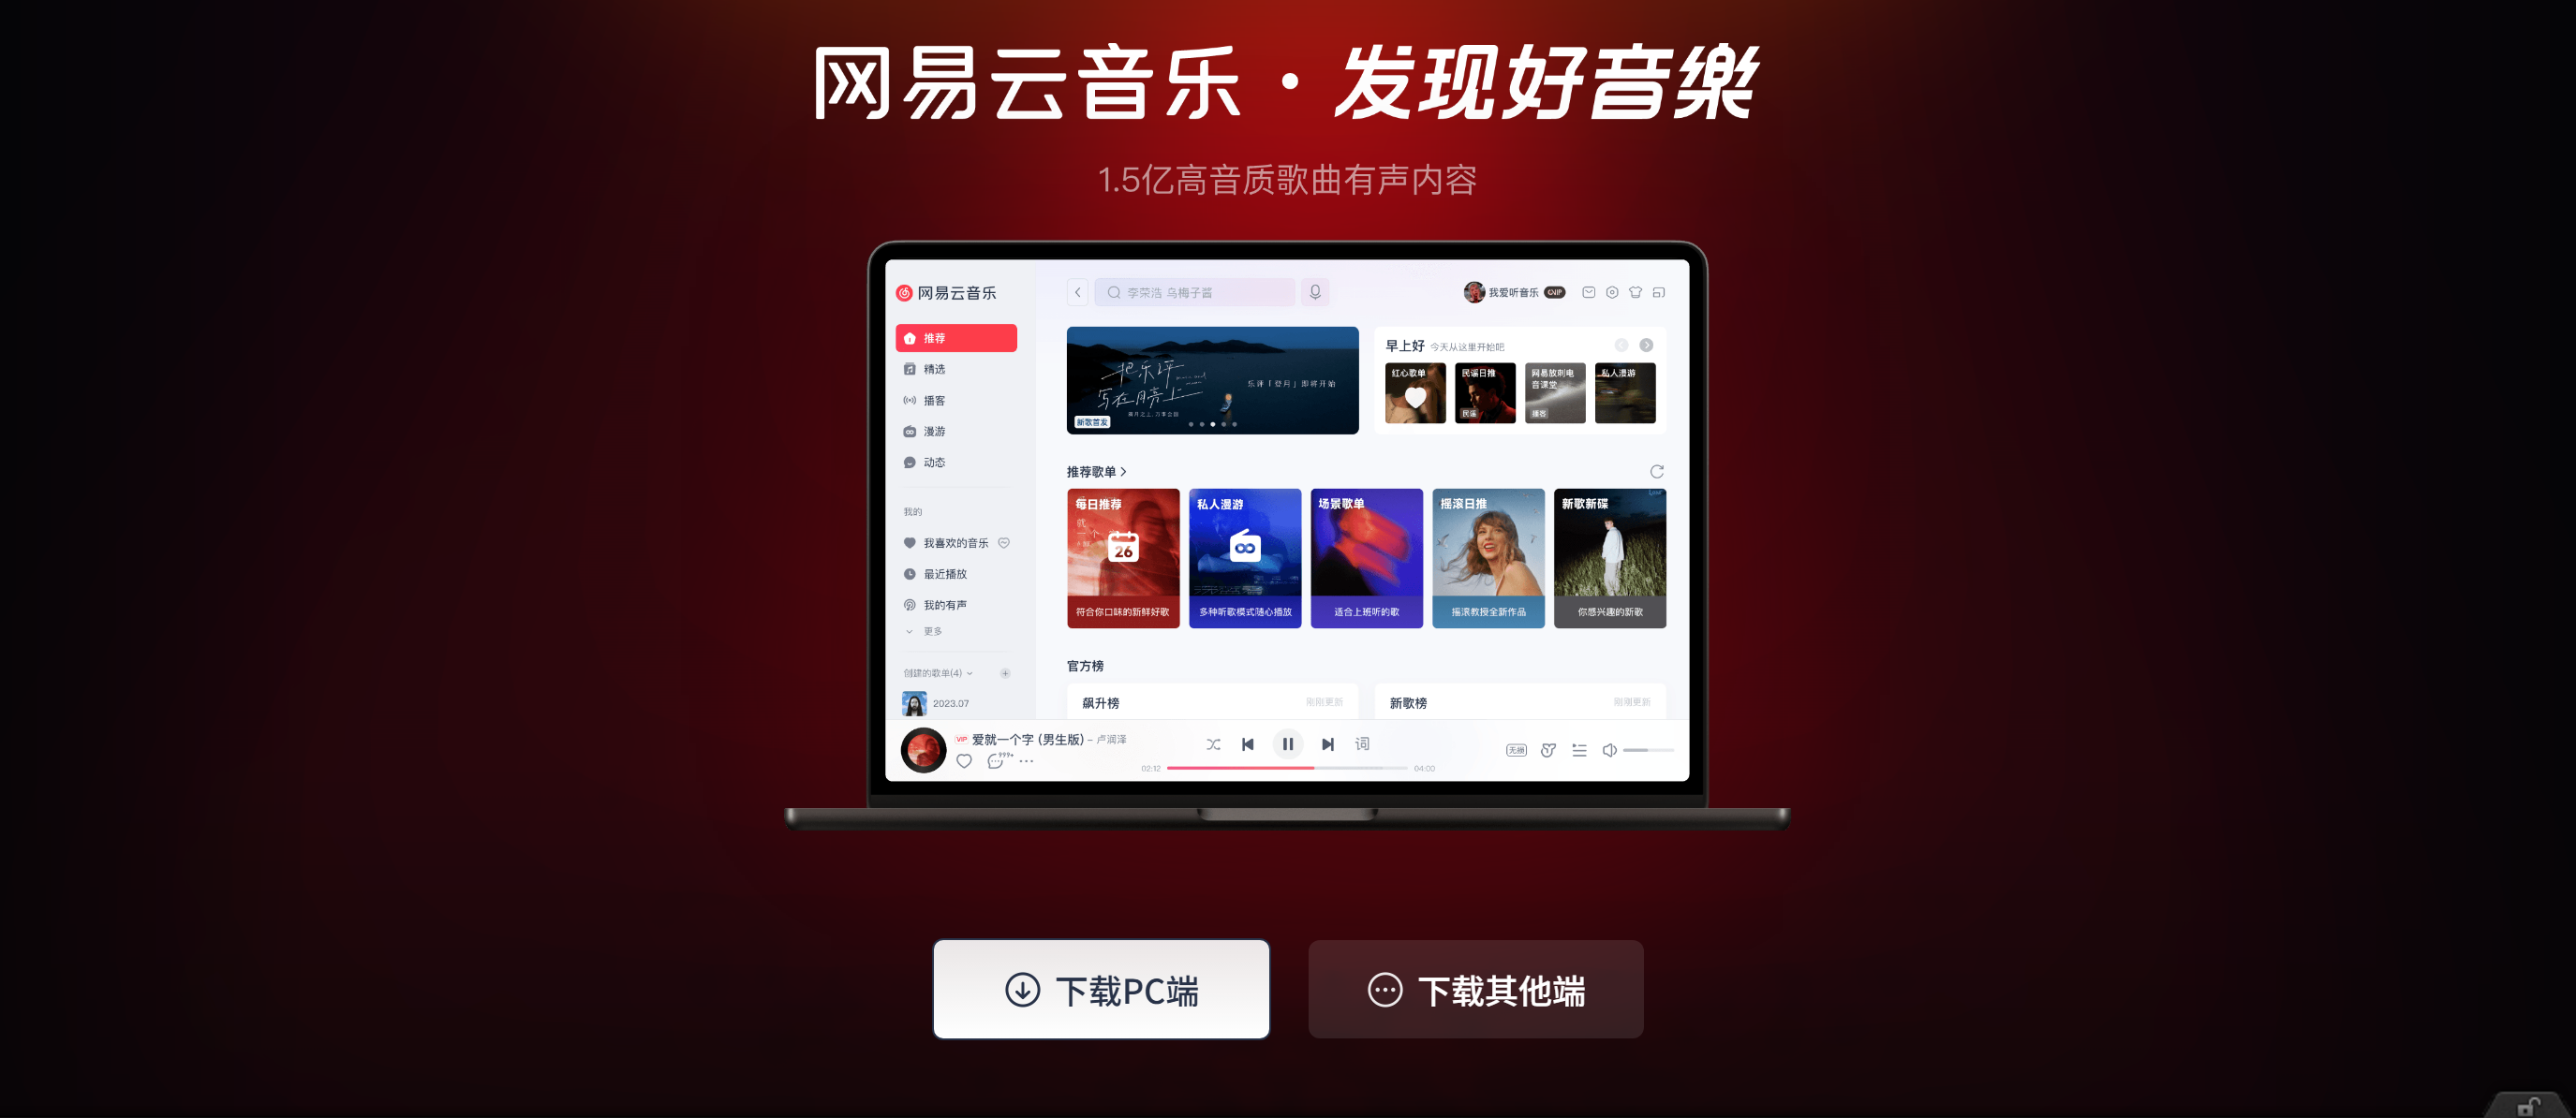 网易云音乐·发现好音樂
1.5亿高音质歌曲有声内容
网易云音乐
李荣浩 乌梅子酱
我爱听音乐
推荐
精选
播客
漫游
动态
我的
我喜欢的音乐
最近播放
我的有声
更多
创建的歌单(4)
2023.07
把乐评
写在月亮上
乐评「登月」即将开始
新歌首发
早上好 今天从这里开始吧
红心歌单
民谣日推
民谣
网易放刺电
音课堂
播客
私人漫游
推荐歌单
每日推荐
26
符合你口味的新鲜好歌
私人漫游
多种听歌模式随心播放
场景歌单
适合上班听的歌
摇滚日推
摇滚教授全新作品
新歌新碟
你感兴趣的新歌
官方榜
飙升榜 刚刚更新
新歌榜 刚刚更新
VIP 爱就一个字 (男生版) – 卢润泽
999+
词
02:12
04:00
无损
下载PC端
下载其他端